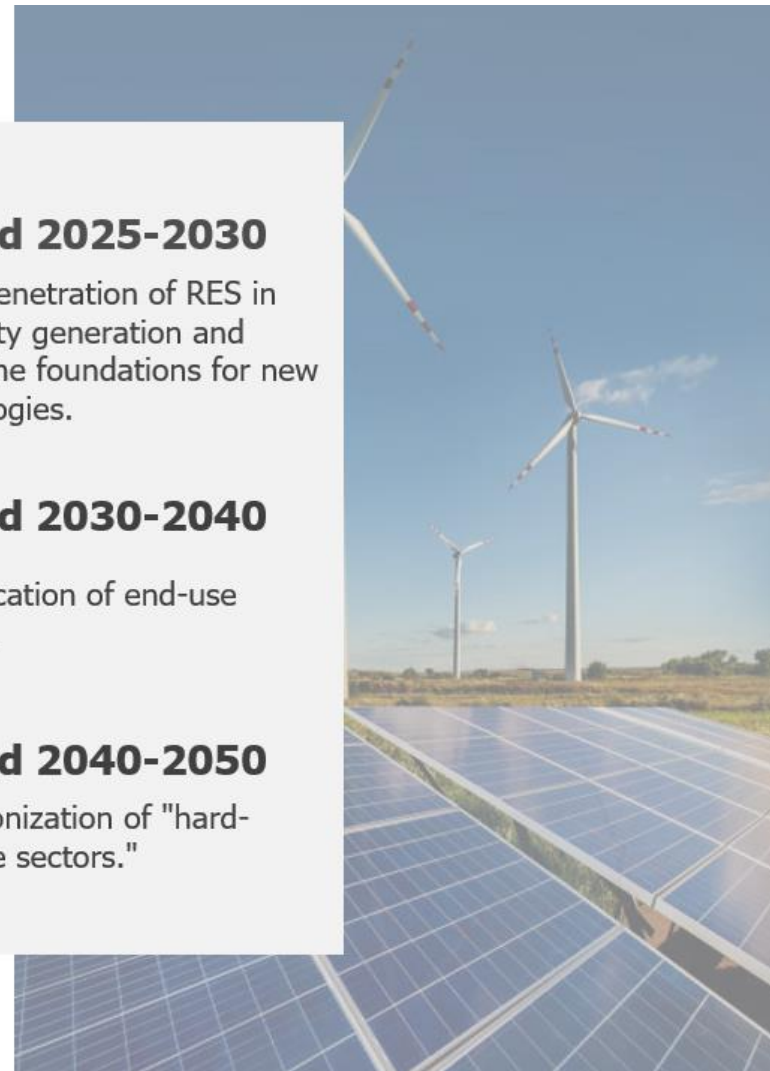 d 2025-2030
enetration of RES in
ty generation and
he foundations for new
ogies.
d 2030-2040
cation of end-use
d 2040-2050
onization of "hard-
e sectors."